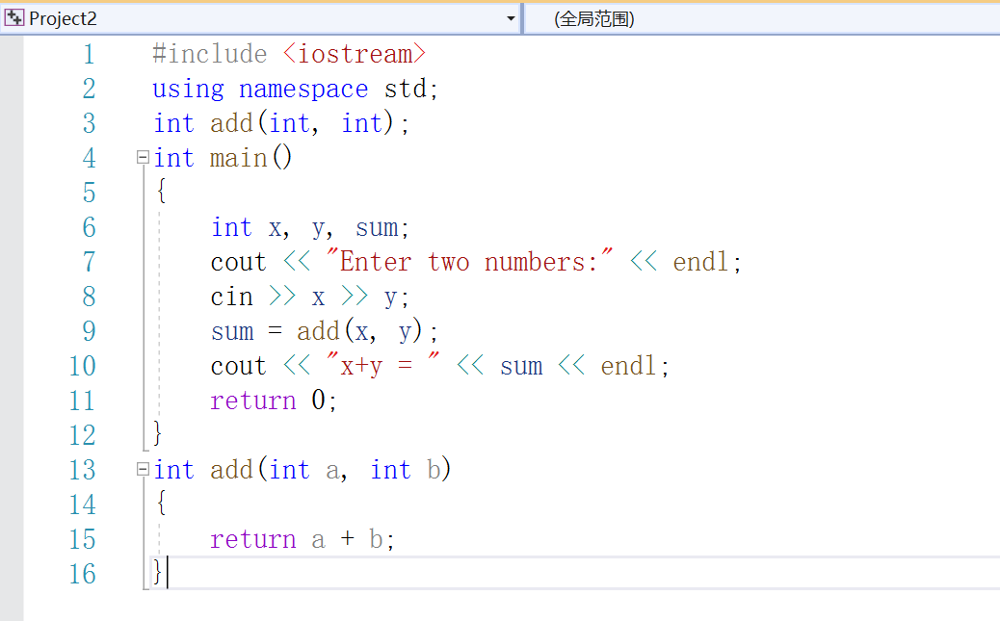 Project2 (全局范围)
1 #include <iostream>
2 using namespace std;
3 int add(int, int);
4 int main()
5 {
6 int x, y, sum;
7 cout << "Enter two numbers:" << endl;
8 cin >> x >> y;
9 sum = add(x, y);
10 cout << "x+y = " << sum << endl;
11 return 0;
12 }
13 int add(int a, int b)
14 {
15 return a + b;
16 }